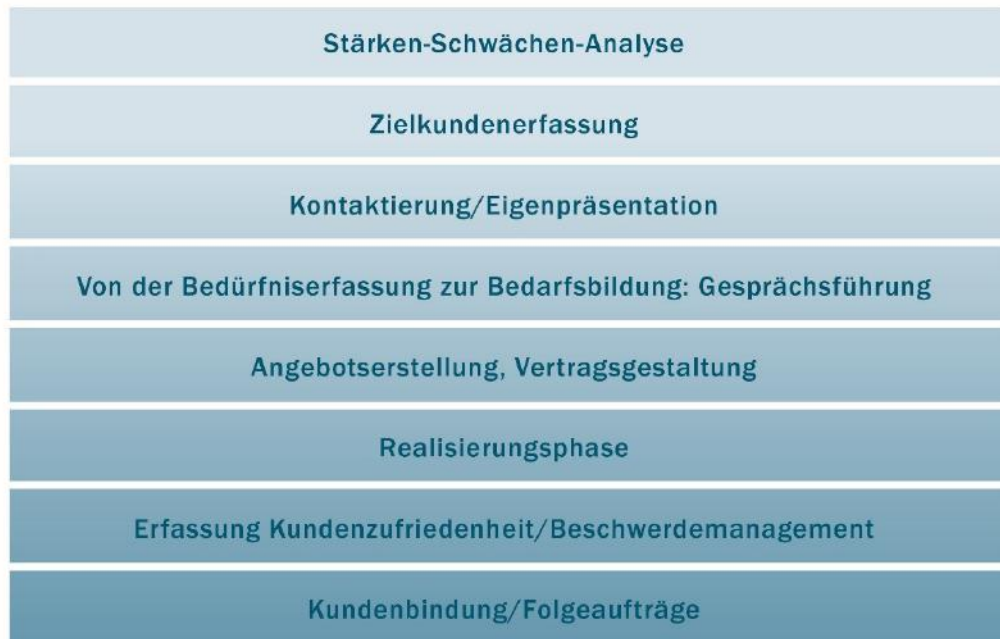 Stärken-Schwächen-Analyse
Zielkundenerfassung
Kontaktierung/Eigenpräsentation
Von der Bedürfniserfassung zur Bedarfsbildung: Gesprächsführung
Angebotserstellung, Vertragsgestaltung
Realisierungsphase
Erfassung Kundenzufriedenheit/Beschwerdemanagement
Kundenbindung/Folgeaufträge